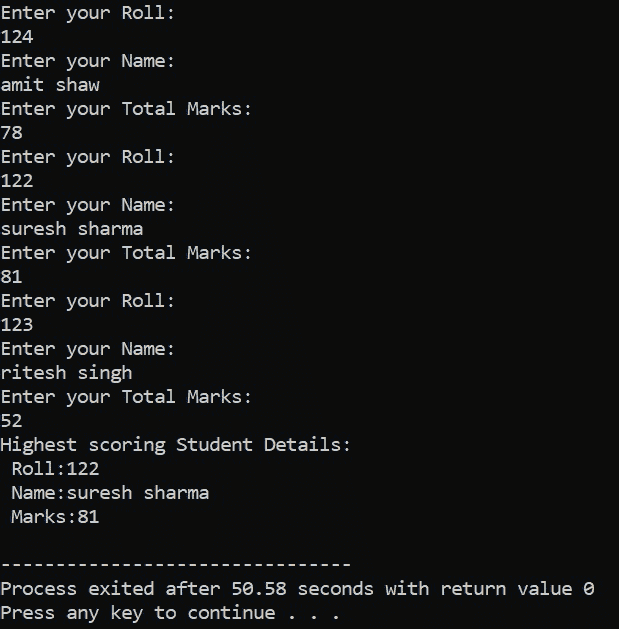 Enter your Roll:
124
Enter your Name:
amit shaw
Enter your Total Marks:
78
Enter your Roll:
122
Enter your Name:
suresh sharma
Enter your Total Marks:
81
Enter your Roll:
123
Enter your Name:
ritesh singh
Enter your Total Marks:
52
Highest scoring Student Details:
 Roll:122
 Name:suresh sharma
 Marks:81

--------------------------------
Process exited after 50.58 seconds with return value 0
Press any key to continue . . .